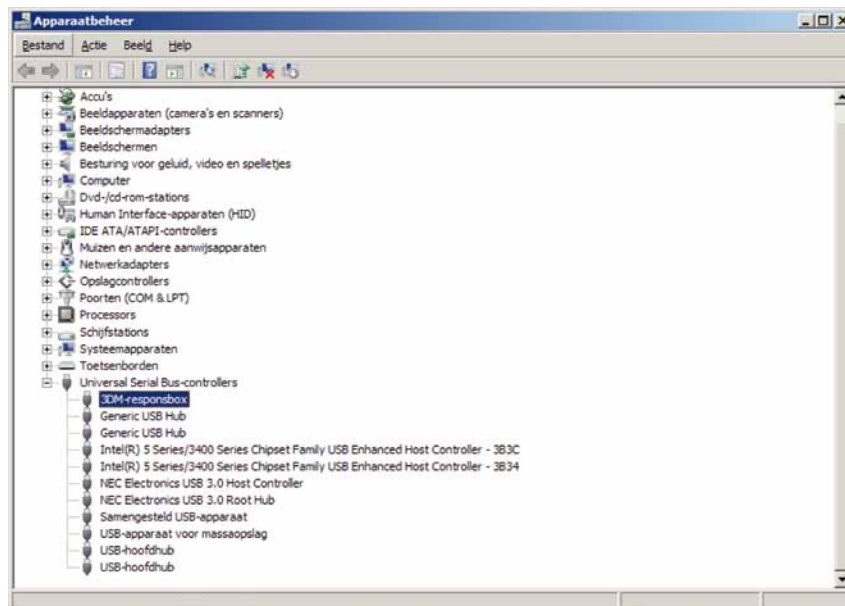 Apparaatbeheer
Bestand Actie Beeld Help
Accu's
Beeldapparaten (camera's en scanners)
Beeldschermadapters
Beeldschermen
Besturing voor geluid, video en spelletjes
Computer
Dvd-/cd-rom-stations
Human Interface-apparaten (HID)
IDE ATA/ATAPI-controllers
Muizen en andere aanwijsapparaten
Netwerkadapters
Opslagcontrollers
Poorten (COM & LPT)
Processors
Schijfstations
Systeemapparaten
Toetsenborden
Universal Serial Bus-controllers
3DM-responsbox
Generic USB Hub
Generic USB Hub
Intel(R) 5 Series/3400 Series Chipset Family USB Enhanced Host Controller - 3B3C
Intel(R) 5 Series/3400 Series Chipset Family USB Enhanced Host Controller - 3B34
NEC Electronics USB 3.0 Host Controller
NEC Electronics USB 3.0 Root Hub
Samengesteld USB-apparaat
USB-apparaat voor massaopslag
USB-hoofdhub
USB-hoofdhub